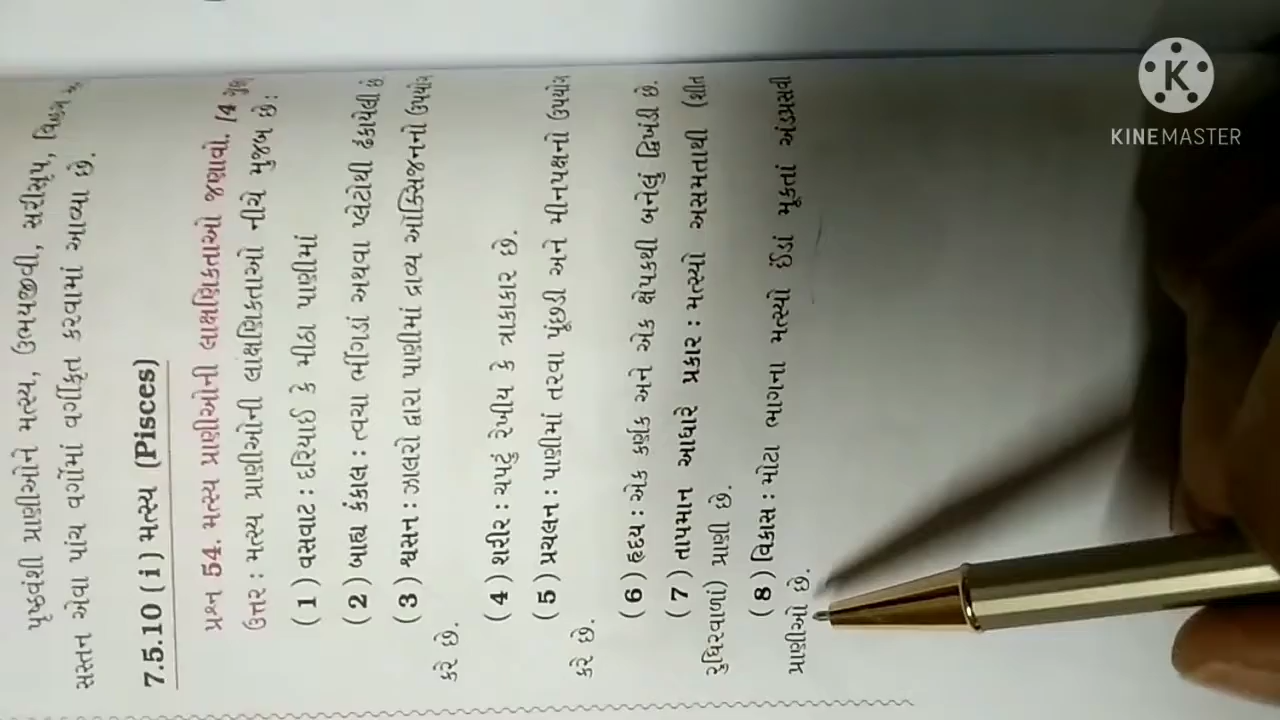 પૃષ્ઠવંશી પ્રાણીઓને મત્સ્ય, ઉભયજીવી, સરીસૃપ, વિહગ
સસ્તન એવા પાંચ વર્ગોમાં વર્ગીકૃત કરવામાં આવ્યા છે.
7.5.10 (i) મત્સ્ય (Pisces)
પ્રશ્ન 54. મત્સ્ય પ્રાણીઓની લાક્ષણિકતાઓ જણાવો. [4
ઉત્તર : મત્સ્ય પ્રાણીઓની લાક્ષણિકતાઓ નીચે મુજબ છે:
( 1 ) વસવાટ : દરિયાઈ કે મીઠા પાણીમાં
( 2 ) બાહ્ય કંકાલ : ત્વચા ભીંગડાં અથવા પ્લેટોથી ઢંકાયેલી છે
( 3 ) શ્વસન : ઝાલરો દ્વારા પાણીમાં દ્રાવ્ય ઑક્સિજનનો ઉપયોગ
કરે છે.
( 4 ) શરીર : ચપટું રેખીય કે ત્રાકાકાર છે.
( 5 ) પ્રચલન : પાણીમાં તરવા પૂંછડી અને મીનપક્ષનો ઉપયોગ
કરે છે.
( 6 ) હૃદય : એક કર્ણક અને એક ક્ષેપકથી બનેલું દ્વિખંડી છે.
( 7 ) તાપમાન આધારે પ્રકાર : મત્સ્યો અસમતાથી (શીત
રુધિરવાળાં) પ્રાણી છે.
( 8 ) વિકાસ : મોટા ભાગના મત્સ્યો ઈંડાં મૂકતાં અંડપ્રસવી
પ્રાણીઓ છે.
K
KINEMASTER